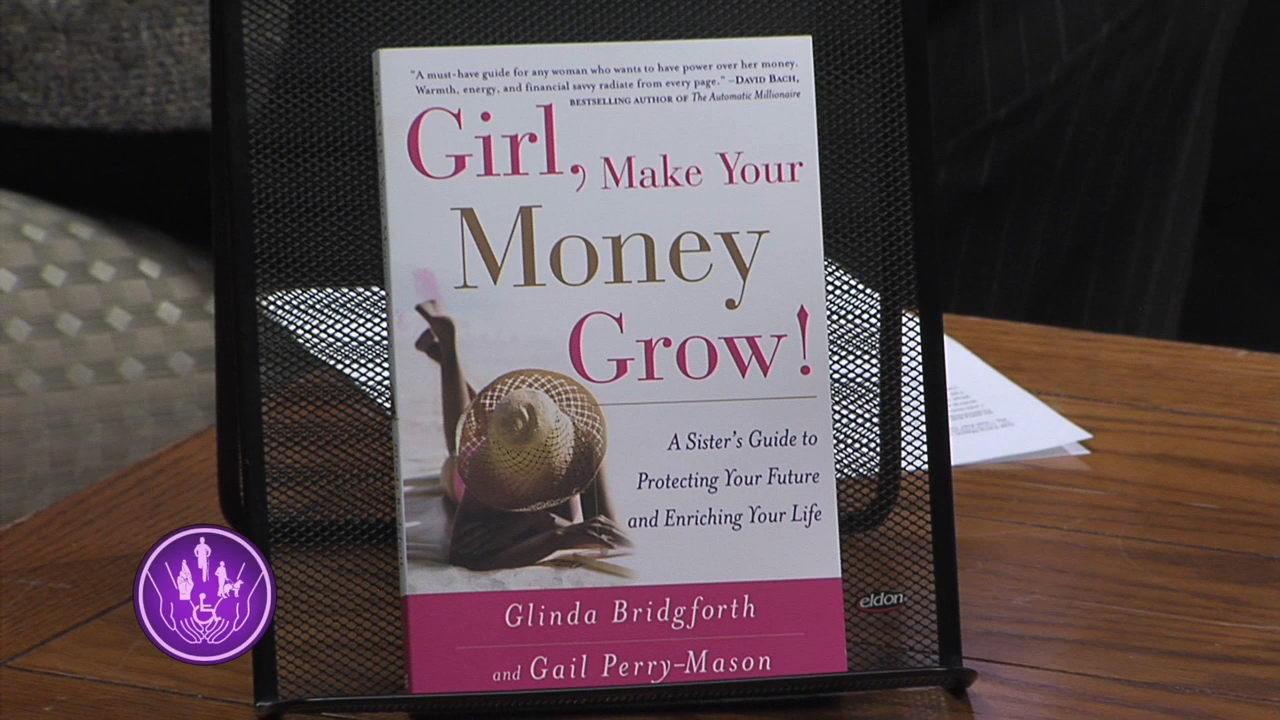 "A must-have guide for any woman who wants to have power over her money.
Warmth, energy, and financial savvy radiate from every page." –DAVID BACH,
BESTSELLING AUTHOR OF The Automatic Millionaire
Girl, Make Your
Money
Grow!
A Sister's Guide to
Protecting Your Future
and Enriching Your Life
Glinda Bridgforth
and Gail Perry-Mason
eldon